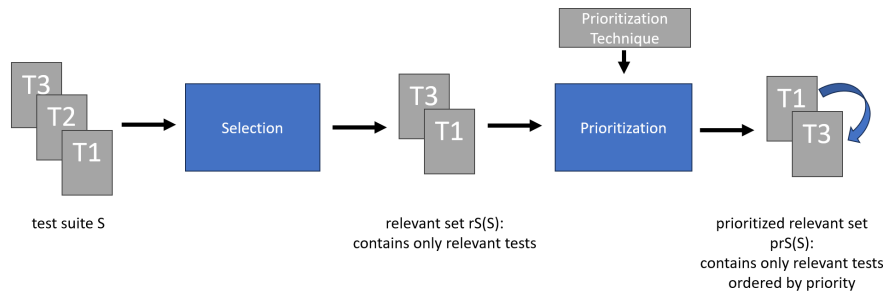 Prioritization
Technique
T3
T2
T1
Selection
T3
T1
Prioritization
T1
T3
test suite S
relevant set rS(S):
contains only relevant tests
prioritized relevant set
prS(S):
contains only relevant tests
ordered by priority